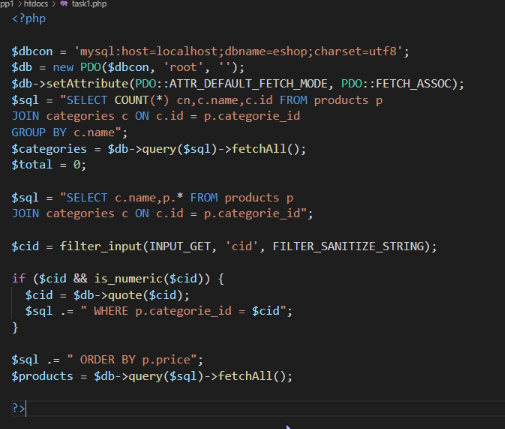 pp1 > htdocs > task1.php
<?php
$dbcon = 'mysql:host=localhost;dbname=eshop;charset=utf8';
$db = new PDO($dbcon, 'root', '');
$db->setAttribute(PDO::ATTR_DEFAULT_FETCH_MODE, PDO::FETCH_ASSOC);
$sql = "SELECT COUNT(*) cn,c.name,c.id FROM products p
JOIN categories c ON c.id = p.categorie_id
GROUP BY c.name";
$categories = $db->query($sql)->fetchAll();
$total = 0;
$sql = "SELECT c.name,p.* FROM products p
JOIN categories c ON c.id = p.categorie_id";
$cid = filter_input(INPUT_GET, 'cid', FILTER_SANITIZE_STRING);
if ($cid && is_numeric($cid)) {
  $cid = $db->quote($cid);
  $sql .= " WHERE p.categorie_id = $cid";
}
$sql .= " ORDER BY p.price";
$products = $db->query($sql)->fetchAll();
?>